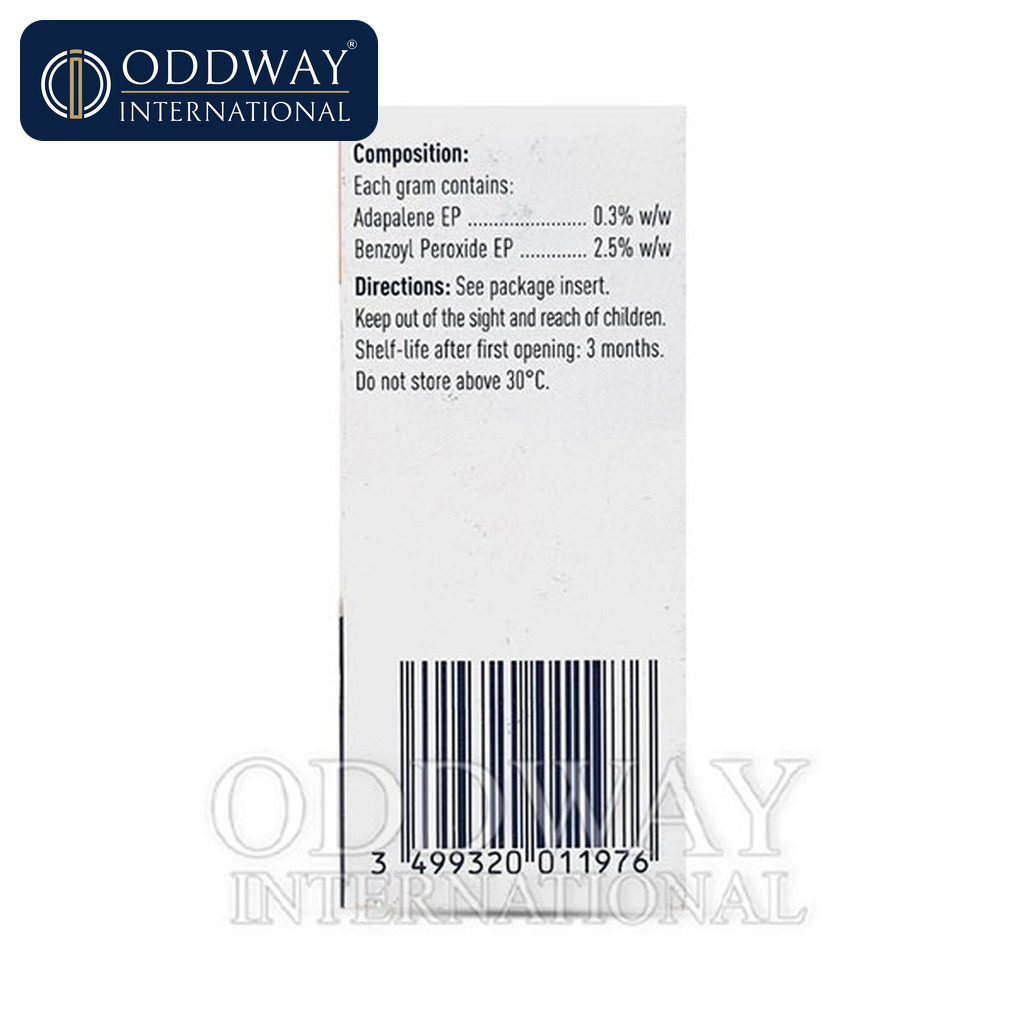 ODDWAY®
INTERNATIONAL
Composition:
Each gram contains:
Adapalene EP ....................... 0.3% w/w
Benzoyl Peroxide EP ............. 2.5% w/w
Directions: See package insert.
Keep out of the sight and reach of children.
Shelf-life after first opening: 3 months.
Do not store above 30°C.
ODDWAY
3 499320 011976
INTERNATIONAL